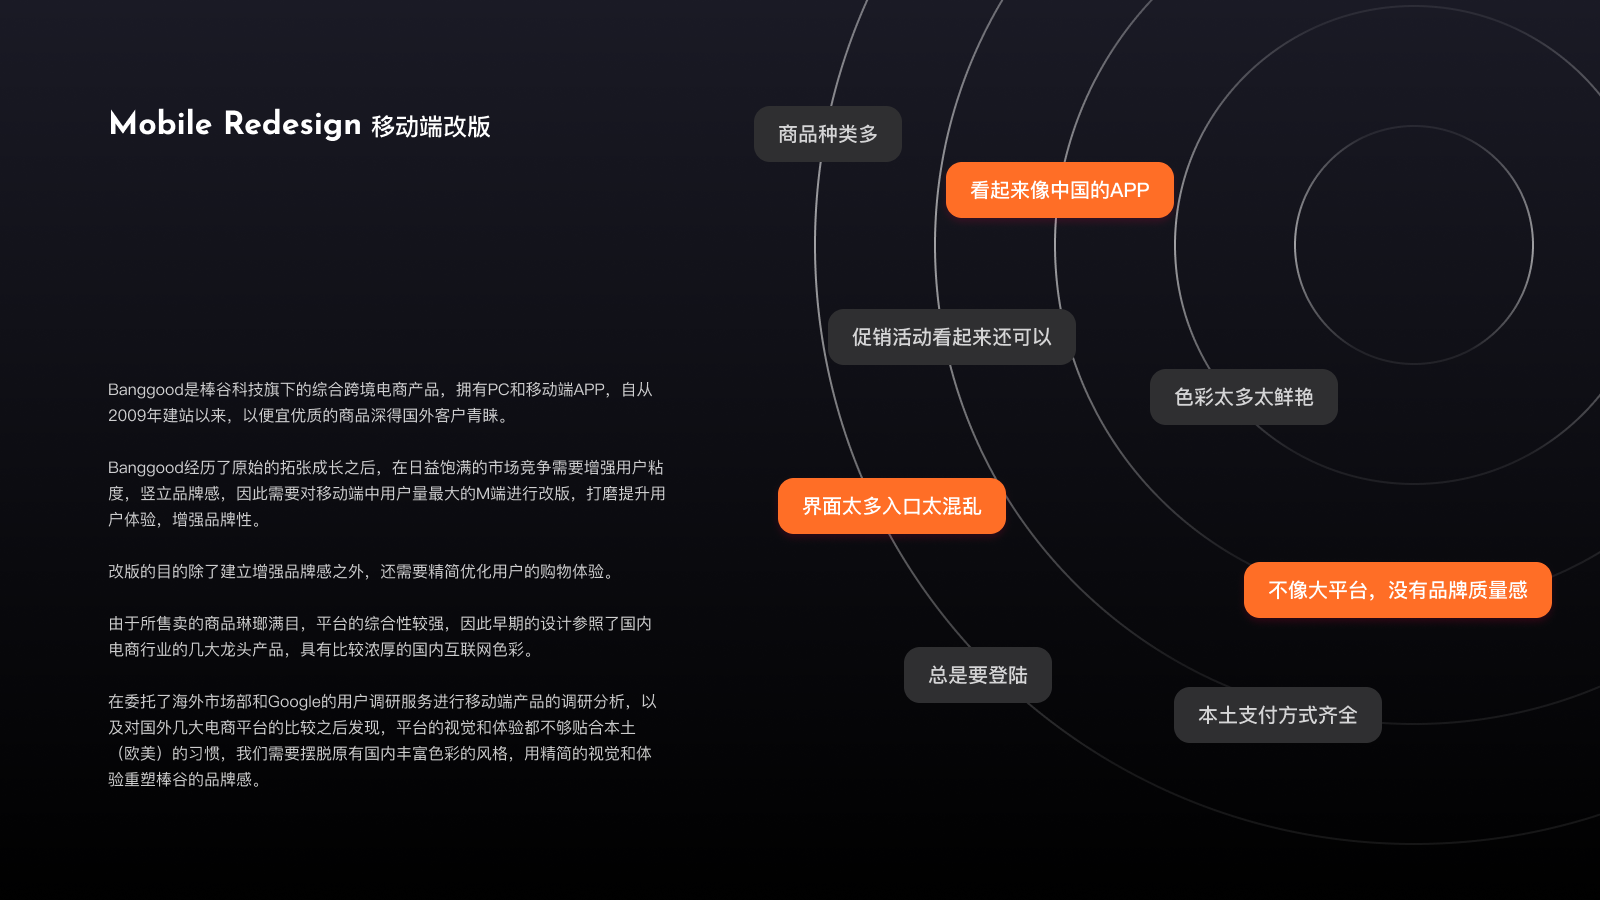 Mobile Redesign 移动端改版
商品种类多
看起来像中国的APP
促销活动看起来还可以
色彩太多太鲜艳
界面太多入口太混乱
不像大平台，没有品牌质量感
总是要登陆
本土支付方式齐全
Banggood是棒谷科技旗下的综合跨境电商产品，拥有PC和移动端APP，自从
2009年建站以来，以便宜优质的商品深得国外客户青睐。
Banggood经历了原始的拓张成长之后，在日益饱满的市场竞争需要增强用户粘
度，竖立品牌感，因此需要对移动端中用户量最大的M端进行改版，打磨提升用
户体验，增强品牌性。
改版的目的除了建立增强品牌感之外，还需要精简优化用户的购物体验。
由于所售卖的商品琳瑯满目，平台的综合性较强，因此早期的设计参照了国内
电商行业的几大龙头产品，具有比较浓厚的国内互联网色彩。
在委托了海外市场部和Google的用户调研服务进行移动端产品的调研分析，以
及对国外几大电商平台的比较之后发现，平台的视觉和体验都不够贴合本土
（欧美）的习惯，我们需要摆脱原有国内丰富色彩的风格，用精简的视觉和体
验重塑棒谷的品牌感。